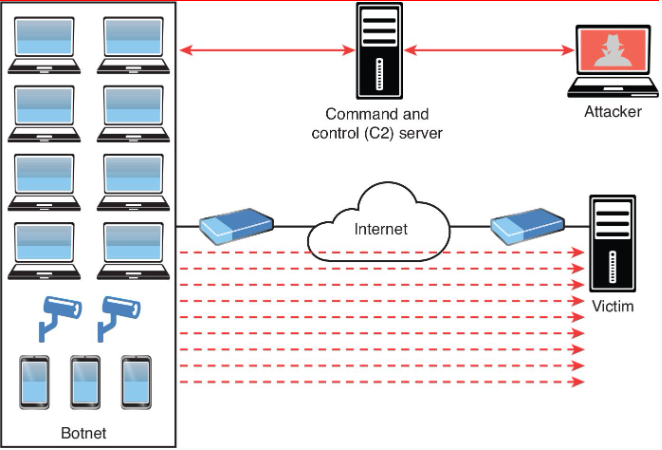 Command and
control (C2) server
Attacker
Internet
Victim
Botnet